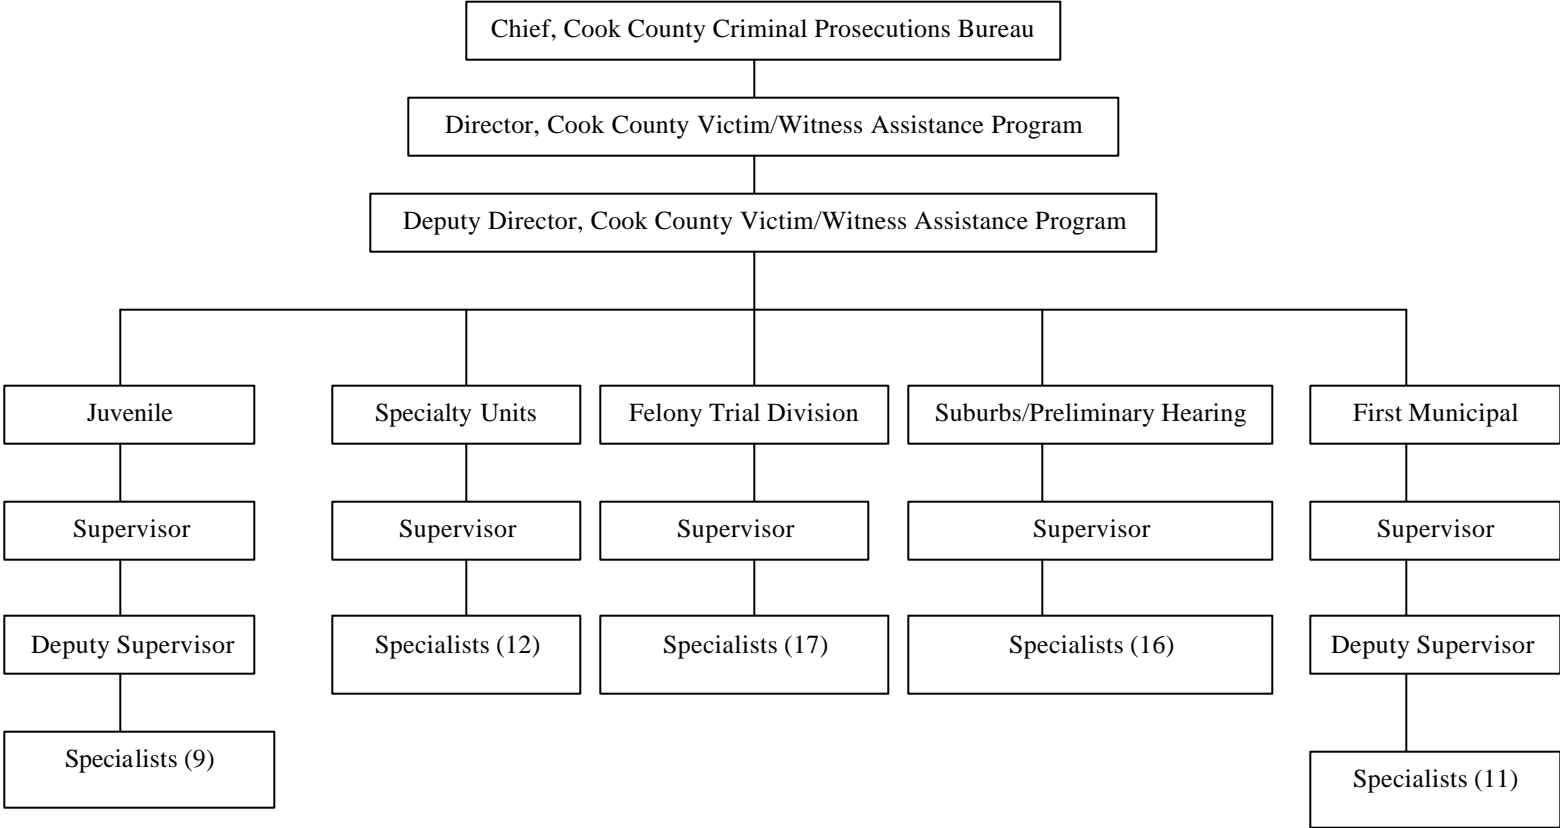 Chief, Cook County Criminal Prosecutions Bureau
Director, Cook County Victim/Witness Assistance Program
Deputy Director, Cook County Victim/Witness Assistance Program
Juvenile
Specialty Units
Felony Trial Division
Suburbs/Preliminary Hearing
First Municipal
Supervisor
Supervisor
Supervisor
Supervisor
Supervisor
Deputy Supervisor
Specialists (12)
Specialists (17)
Specialists (16)
Deputy Supervisor
Specialists (9)
Specialists (11)